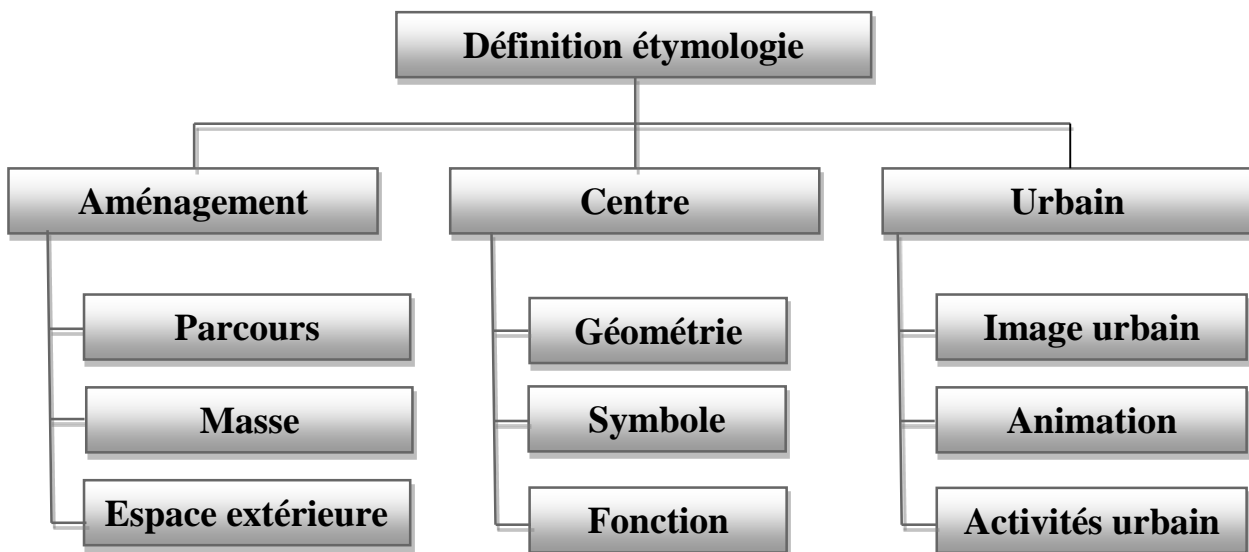 Définition étymologie
Aménagement
Parcours
Masse
Espace extérieure
Centre
Géométrie
Symbole
Fonction
Urbain
Image urbain
Animation
Activités urbain